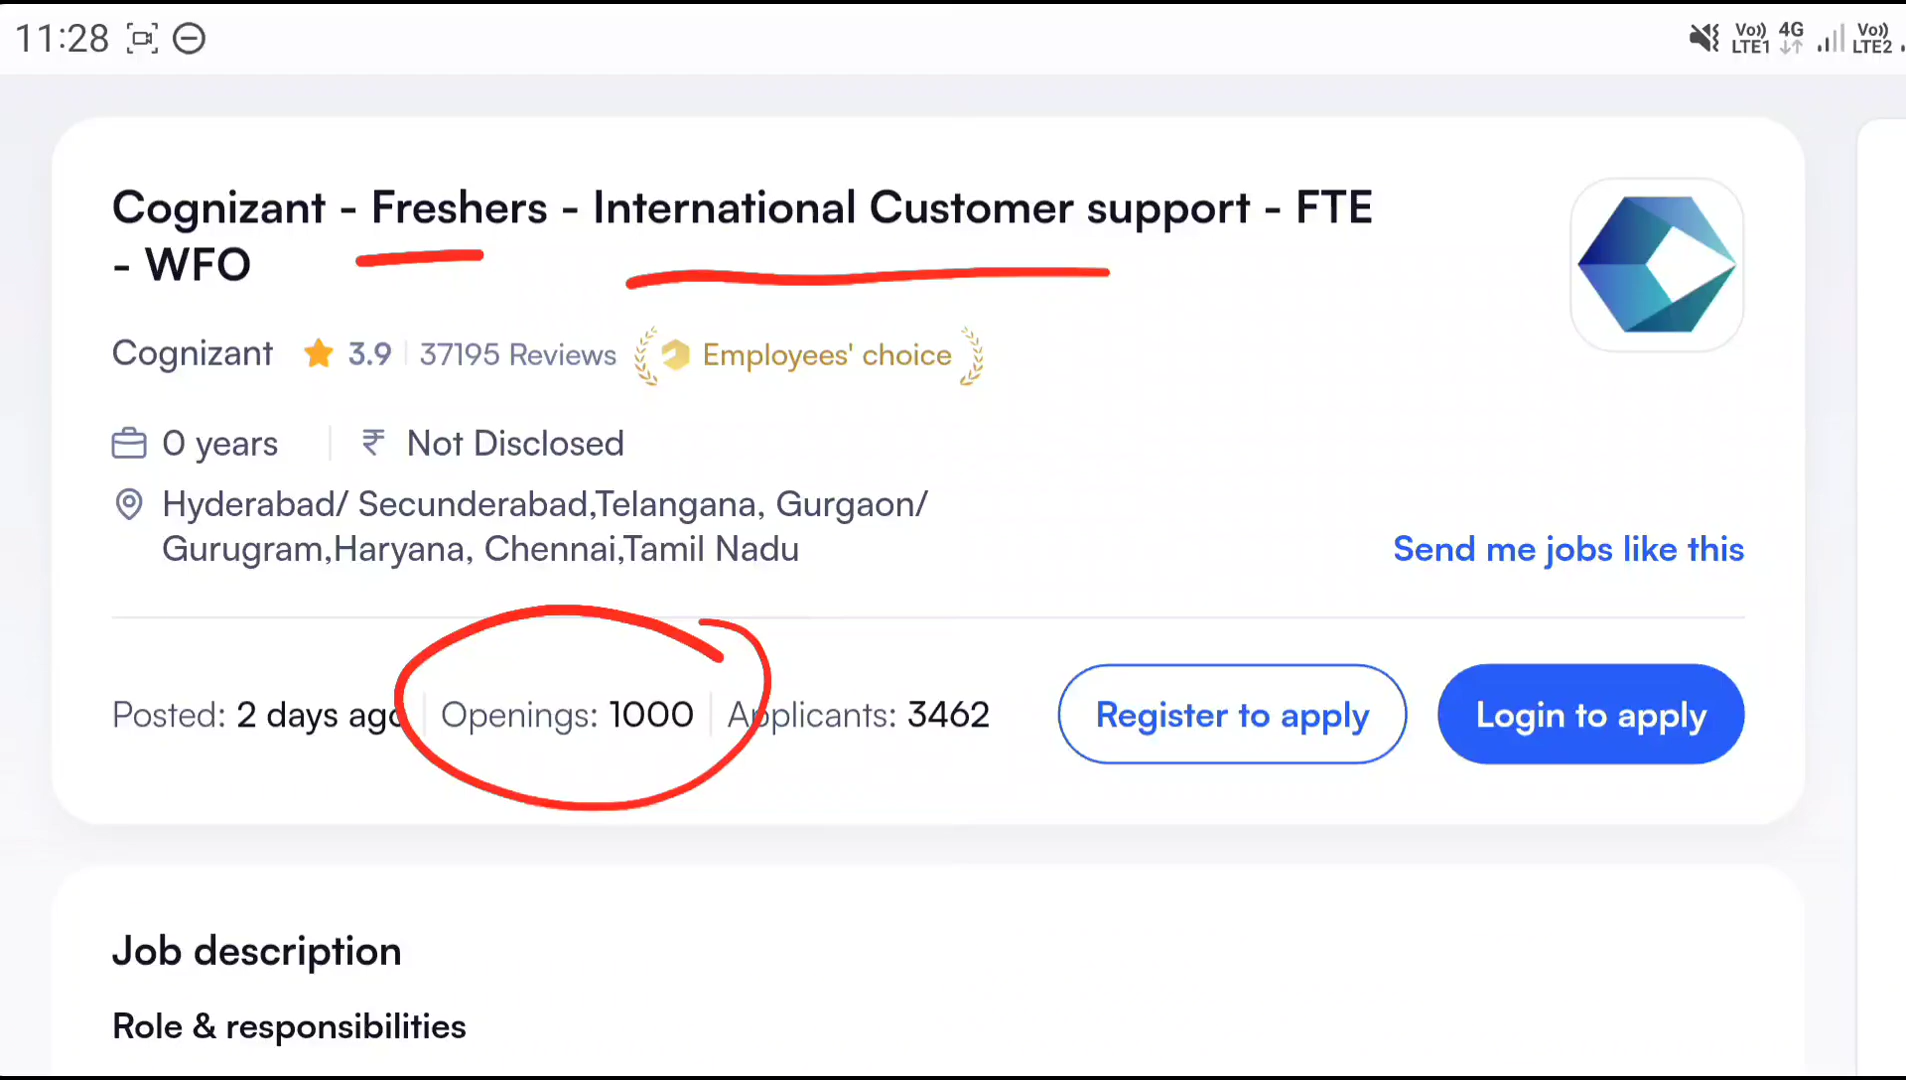 11:28 Vo)) LTE1 4G Vo)) LTE2
Cognizant - Freshers - International Customer support - FTE
- WFO
Cognizant 3.9 37195 Reviews Employees' choice
0 years ₹ Not Disclosed
Hyderabad/ Secunderabad,Telangana, Gurgaon/
Gurugram,Haryana, Chennai,Tamil Nadu
Send me jobs like this
Posted: 2 days ago Openings: 1000 Applicants: 3462 Register to apply Login to apply
Job description
Role & responsibilities